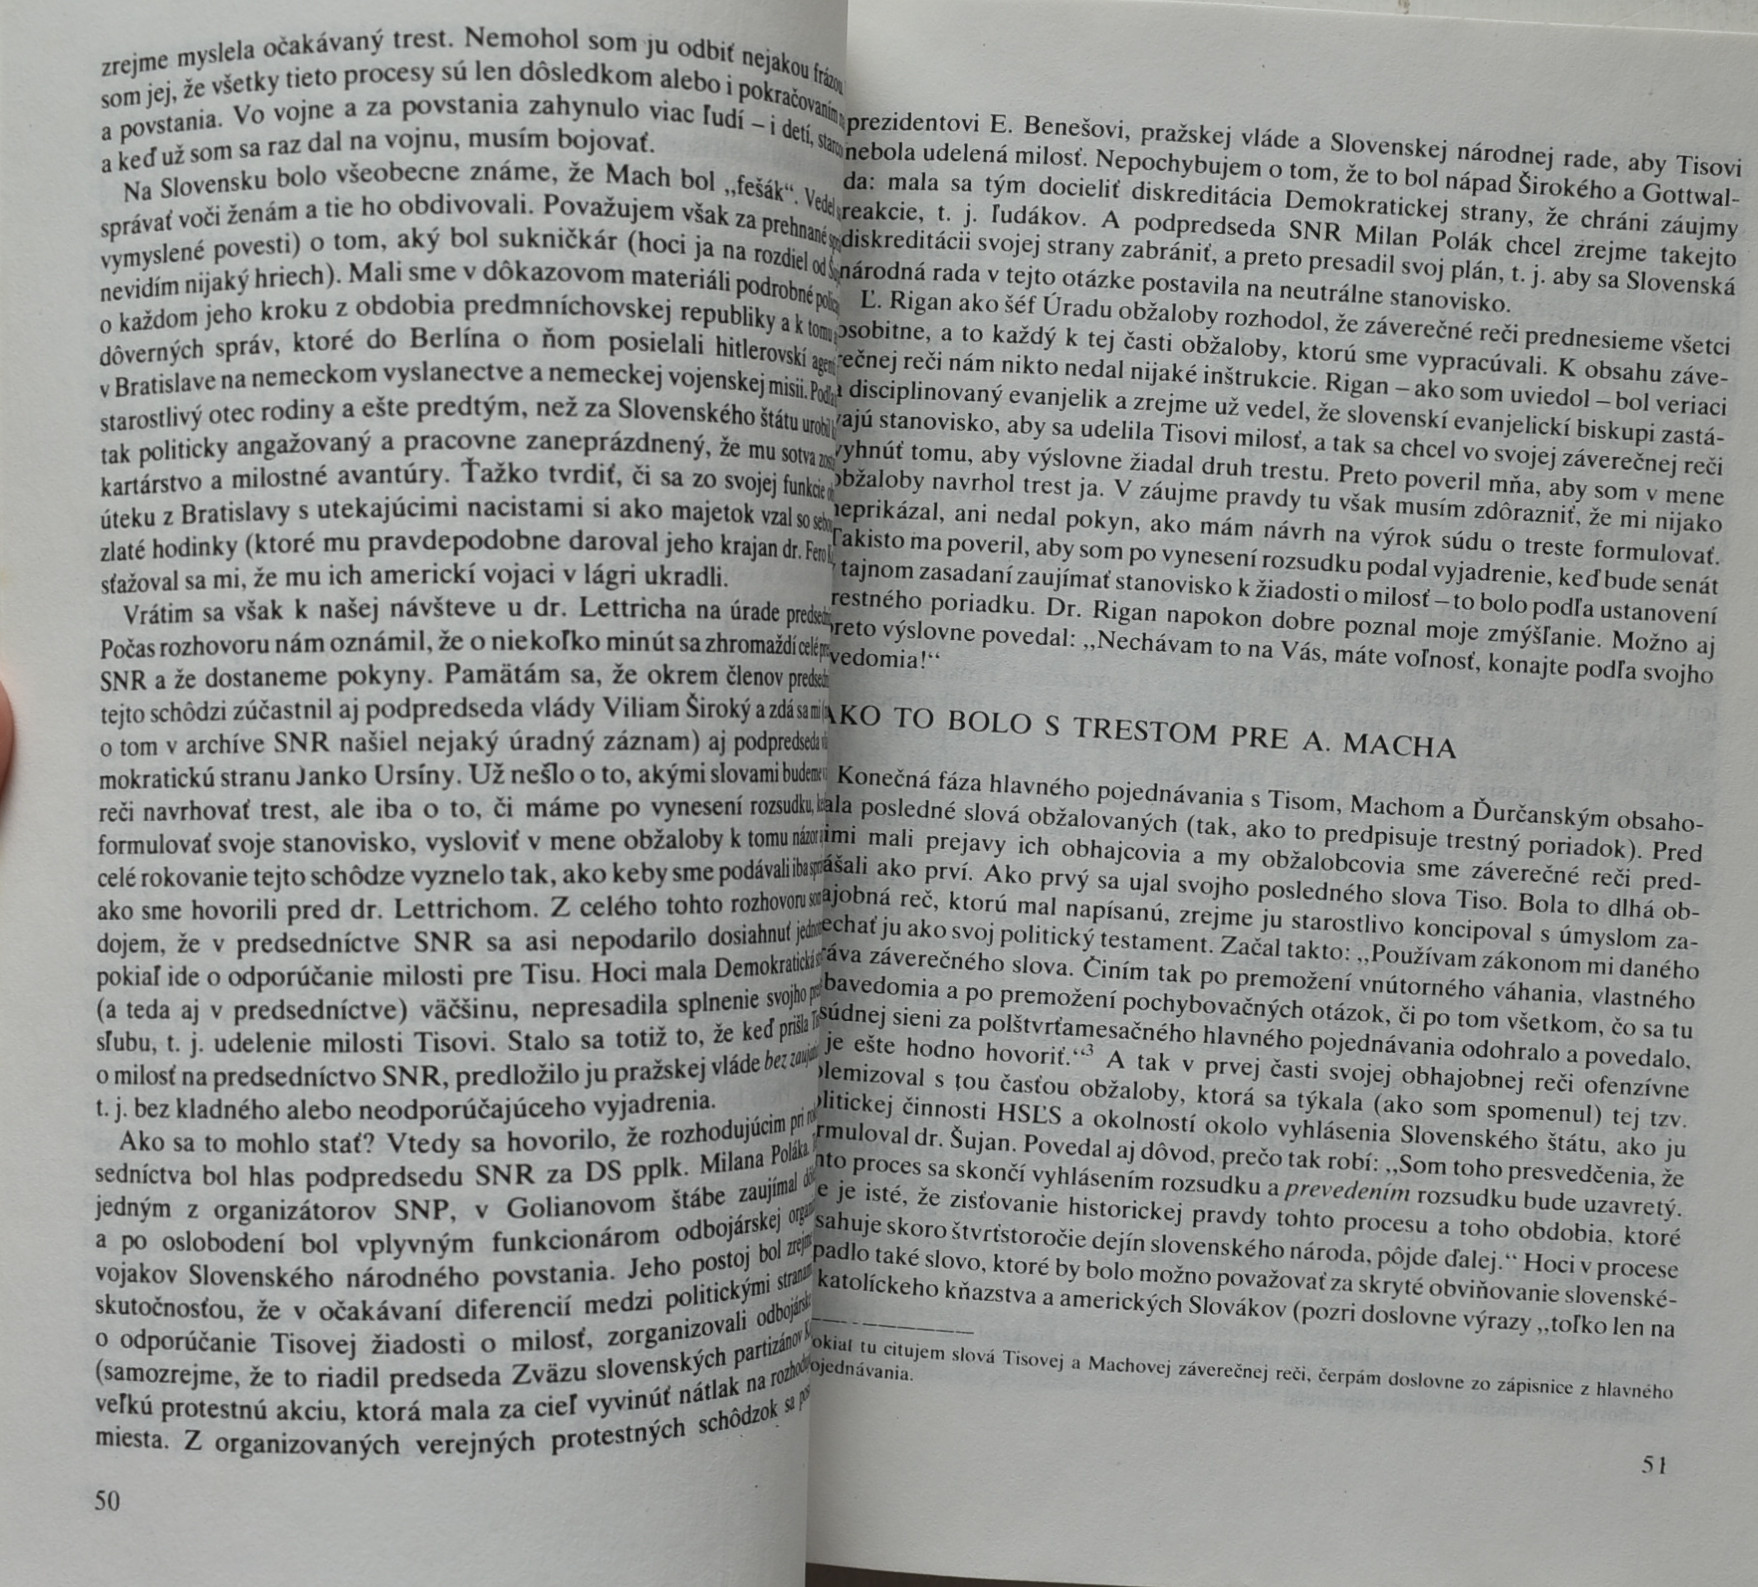 zrejme myslela očakávaný trest. Nemohol som ju odbiť nejakou frázou
som jej, že všetky tieto procesy sú len dôsledkom alebo i pokračovaním
a povstania. Vo vojne a za povstania zahynulo viac ľudí – i detí,
a keď už som sa raz dal na vojnu, musím bojovať.
Na Slovensku bolo všeobecne známe, že Mach bol „fešák“. Vedel
správať voči ženám a tie ho obdivovali. Považujem však za prehnané
vymyslené povesti) o tom, aký bol sukničkár (hoci ja na rozdiel od
nevidím nijaký hriech). Mali sme v dôkazovom materiáli podrobné
o každom jeho kroku z obdobia predmníchovskej republiky a k tomu
dôverných správ, ktoré do Berlína o ňom posielali hitlerovskí
v Bratislave na nemeckom vyslanectve a nemeckej vojenskej misii.
starostlivý otec rodiny a ešte predtým, než za Slovenského štátu urobil
tak politicky angažovaný a pracovne zaneprázdnený, že mu sotva
kartárstvo a milostné avantúry. Ťažko tvrdiť, či sa zo svojej funkcie
úteku z Bratislavy s utekajúcimi nacistami si ako majetok vzal so
zlaté hodinky (ktoré mu pravdepodobne daroval jeho krajan dr. Fero
sťažoval sa mi, že mu ich americkí vojaci v lágri ukradli.
Vrátim sa však k našej návšteve u dr. Lettricha na úrade
Počas rozhovoru nám oznámil, že o niekoľko minút sa zhromaždí celé
SNR a že dostaneme pokyny. Pamätám sa, že okrem členov
tejto schôdzi zúčastnil aj podpredseda vlády Viliam Široký a zdá sa mi
o tom v archíve SNR našiel nejaký úradný záznam) aj podpredseda
mokratickú stranu Janko Ursíny. Už nešlo o to, akými slovami budeme
reči navrhovať trest, ale iba o to, či máme po vynesení rozsudku,
formulovať svoje stanovisko, vysloviť v mene obžaloby k tomu názor
celé rokovanie tejto schôdze vyznelo tak, ako keby sme podávali iba
ako sme hovorili pred dr. Lettrichom. Z celého tohto rozhovoru
dojem, že v predsedníctve SNR sa asi nepodarilo dosiahnuť
pokiaľ ide o odporúčanie milosti pre Tisu. Hoci mala Demokratická
(a teda aj v predsedníctve) väčšinu, nepresadila splnenie svojho
sľubu, t. j. udelenie milosti Tisovi. Stalo sa totiž to, že keď prišla
o milosť na predsedníctvo SNR, predložilo ju pražskej vláde bez
t. j. bez kladného alebo neodporúčajúceho vyjadrenia.
Ako sa to mohlo stať? Vtedy sa hovorilo, že rozhodujúcim pri
sedníctva bol hlas podpredsedu SNR za DS pplk. Milana Poláka.
jedným z organizátorov SNP, v Golianovom štábe zaujímal
a po oslobodení bol vplyvným funkcionárom odbojárskej
vojakov Slovenského národného povstania. Jeho postoj bol
skutočnosťou, že v očakávaní diferencií medzi politickými
o odporúčanie Tisovej žiadosti o milosť, zorganizovali
(samozrejme, že to riadil predseda Zväzu slovenských partizánov
veľkú protestnú akciu, ktorá mala za cieľ vyvinúť nátlak na
miesta. Z organizovaných verejných protestných schôdzok sa
50
prezidentovi E. Benešovi, pražskej vláde a Slovenskej národnej rade, aby Tisovi
nebola udelená milosť. Nepochybujem o tom, že to bol nápad Širokého a Gottwal-
da: mala sa tým docieliť diskreditácia Demokratickej strany, že chráni záujmy
reakcie, t. j. ľudákov. A podpredseda SNR Milan Polák chcel zrejme takejto
diskreditácii svojej strany zabrániť, a preto presadil svoj plán, t. j. aby sa Slovenská
národná rada v tejto otázke postavila na neutrálne stanovisko.
Ľ. Rigan ako šéf Úradu obžaloby rozhodol, že záverečné reči prednesieme všetci
osobitne, a to každý k tej časti obžaloby, ktorú sme vypracúvali. K obsahu záve-
rečnej reči nám nikto nedal nijaké inštrukcie. Rigan – ako som uviedol – bol veriaci
a disciplinovaný evanjelik a zrejme už vedel, že slovenskí evanjelickí biskupi zastá-
vajú stanovisko, aby sa udelila Tisovi milosť, a tak sa chcel vo svojej záverečnej reči
vyhnúť tomu, aby výslovne žiadal druh trestu. Preto poveril mňa, aby som v mene
obžaloby navrhol trest ja. V záujme pravdy tu však musím zdôrazniť, že mi nijako
neprikázal, ani nedal pokyn, ako mám návrh na výrok súdu o treste formulovať.
Takisto ma poveril, aby som po vynesení rozsudku podal vyjadrenie, keď bude senát
tajnom zasadaní zaujímať stanovisko k žiadosti o milosť – to bolo podľa ustanovení
restného poriadku. Dr. Rigan napokon dobre poznal moje zmýšľanie. Možno aj
preto výslovne povedal: „Nechávam to na Vás, máte voľnosť, konajte podľa svojho
vedomia!“
AKO TO BOLO S TRESTOM PRE A. MACHA
Konečná fáza hlavného pojednávania s Tisom, Machom a Ďurčanským obsaho-
ala posledné slová obžalovaných (tak, ako to predpisuje trestný poriadok). Pred
imi mali prejavy ich obhajcovia a my obžalobcovia sme záverečné reči pred-
ášali ako prví. Ako prvý sa ujal svojho posledného slova Tiso. Bola to dlhá ob-
ajobná reč, ktorú mal napísanú, zrejme ju starostlivo koncipoval s úmyslom za-
echať ju ako svoj politický testament. Začal takto: „Používam zákonom mi daného
ráva záverečného slova. Činím tak po premožení vnútorného váhania, vlastného
bavedomia a po premožení pochybovačných otázok, či po tom všetkom, čo sa tu
súdnej sieni za polštvrťamesačného hlavného pojednávania odohralo a povedalo,
je ešte hodno hovoriť.“³ A tak v prvej časti svojej obhajobnej reči ofenzívne
olemizoval s tou časťou obžaloby, ktorá sa týkala (ako som spomenul) tej tzv.
olitickej činnosti HSĽS a okolností okolo vyhlásenia Slovenského štátu, ako ju
rmuloval dr. Šujan. Povedal aj dôvod, prečo tak robí: „Som toho presvedčenia, že
nto proces sa skončí vyhlásením rozsudku a prevedením rozsudku bude uzavretý.
e je isté, že zisťovanie historickej pravdy tohto procesu a toho obdobia, ktoré
sahuje skoro štvrťstoročie dejín slovenského národa, pôjde ďalej.“ Hoci v procese
padlo také slovo, ktoré by bolo možno považovať za skryté obviňovanie slovenské-
katolíckeho kňazstva a amerických Slovákov (pozri doslovne výrazy „toľko len na
okiaľ tu citujem slová Tisovej a Machovej záverečnej reči, čerpám doslovne zo zápisnice z hlavného
ojednávania.
51